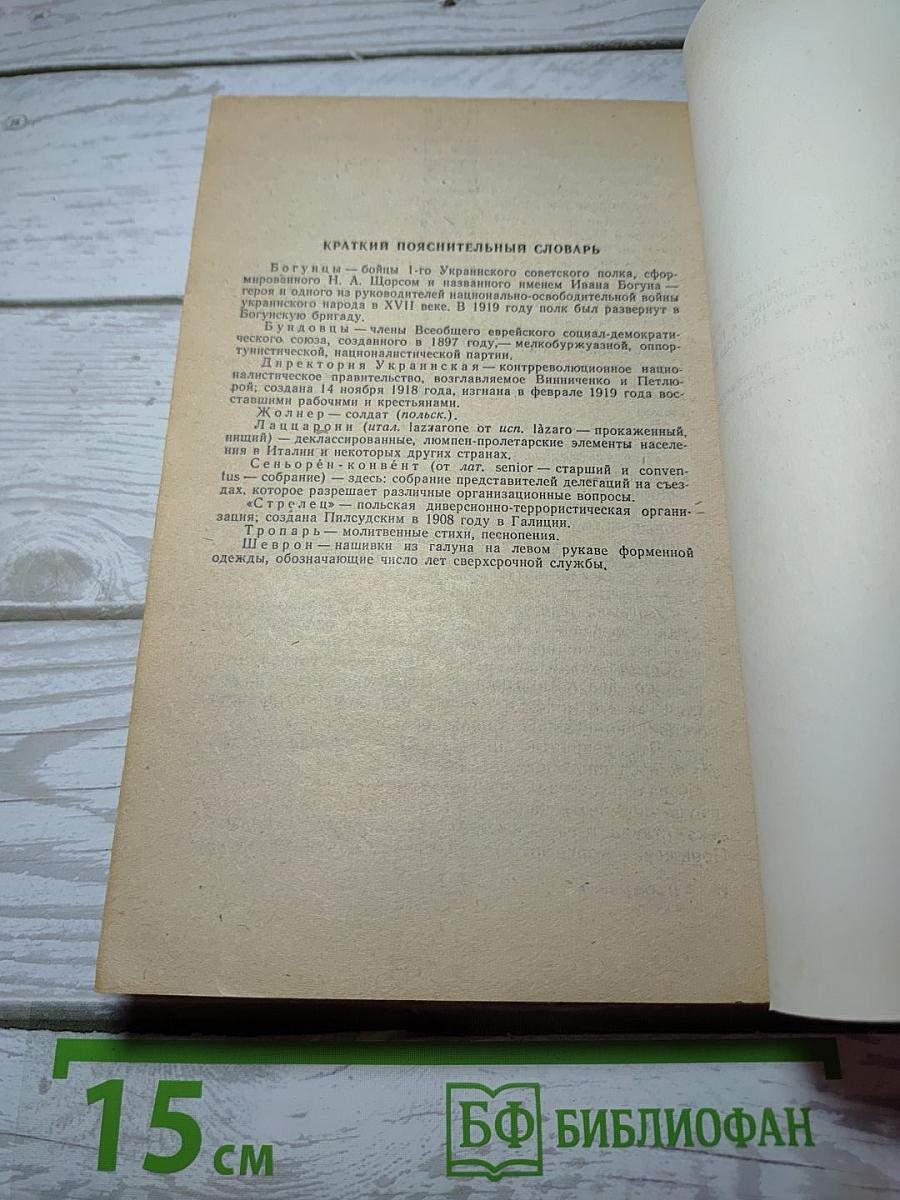 КРАТКИЙ ПОЯСНИТЕЛЬНЫЙ СЛОВАРЬ
Богунцы — бойцы 1-го Украинского советского полка, сфор-
мированного Н. А. Щорсом и названного именем Ивана Богуна —
героя и одного из руководителей национально-освободительной войны
украинского народа в XVII веке. В 1919 году полк был развернут в
Богунскую бригаду.
Бундовцы — члены Всеобщего еврейского социал-демократи-
ческого союза, созданного в 1897 году,— мелкобуржуазной, оппор-
тунистической, националистической партии.
Директория Украинская — контрреволюционное нацио-
налистическое правительство, возглавляемое Винниченко и Петлю-
рой; создана 14 ноября 1918 года, изгнана в феврале 1919 года вос-
ставшими рабочими и крестьянами.
Жолнер — солдат (польск.).
Лаццарони (итал. lazzarone от исп. làzaro — прокаженный,
нищий) — деклассированные, люмпен-пролетарские элементы населе-
ния в Италии и некоторых других странах.
Сеньоре́н-конве́нт (от лат. senior — старший и conven-
tus — собрание) — здесь: собрание представителей делегаций на съез-
дах, которое разрешает различные организационные вопросы.
«Стрелец» — польская диверсионно-террористическая органи-
зация; создана Пилсудским в 1908 году в Галиции.
Тропарь — молитвенные стихи, песнопения.
Шеврон — нашивки из галуна на левом рукаве форменной
одежды, обозначающие число лет сверхсрочной службы.
15 см
БФ БИБЛИОФАН